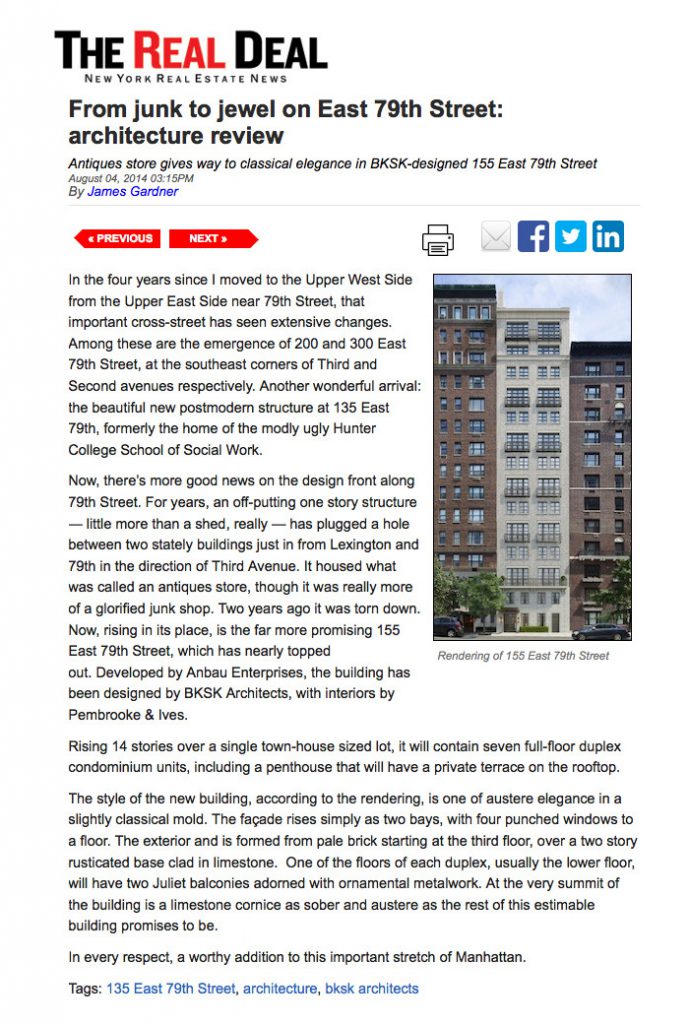 THE REAL DEAL
NEW YORK REAL ESTATE NEWS
From junk to jewel on East 79th Street:
architecture review
Antiques store gives way to classical elegance in BKSK-designed 155 East 79th Street
August 04, 2014 03:15PM
By James Gardner
« PREVIOUS
NEXT »
In the four years since I moved to the Upper West Side
from the Upper East Side near 79th Street, that
important cross-street has seen extensive changes.
Among these are the emergence of 200 and 300 East
79th Street, at the southeast corners of Third and
Second avenues respectively. Another wonderful arrival:
the beautiful new postmodern structure at 135 East
79th, formerly the home of the modly ugly Hunter
College School of Social Work.
Now, there's more good news on the design front along
79th Street. For years, an off-putting one story structure
— little more than a shed, really — has plugged a hole
between two stately buildings just in from Lexington and
79th in the direction of Third Avenue. It housed what
was called an antiques store, though it was really more
of a glorified junk shop. Two years ago it was torn down.
Now, rising in its place, is the far more promising 155
East 79th Street, which has nearly topped
out. Developed by Anbau Enterprises, the building has
been designed by BKSK Architects, with interiors by
Pembrooke & Ives.
Rendering of 155 East 79th Street
Rising 14 stories over a single town-house sized lot, it will contain seven full-floor duplex
condominium units, including a penthouse that will have a private terrace on the rooftop.
The style of the new building, according to the rendering, is one of austere elegance in a
slightly classical mold. The façade rises simply as two bays, with four punched windows to
a floor. The exterior and is formed from pale brick starting at the third floor, over a two story
rusticated base clad in limestone.  One of the floors of each duplex, usually the lower floor,
will have two Juliet balconies adorned with ornamental metalwork. At the very summit of
the building is a limestone cornice as sober and austere as the rest of this estimable
building promises to be.
In every respect, a worthy addition to this important stretch of Manhattan.
Tags: 135 East 79th Street, architecture, bksk architects